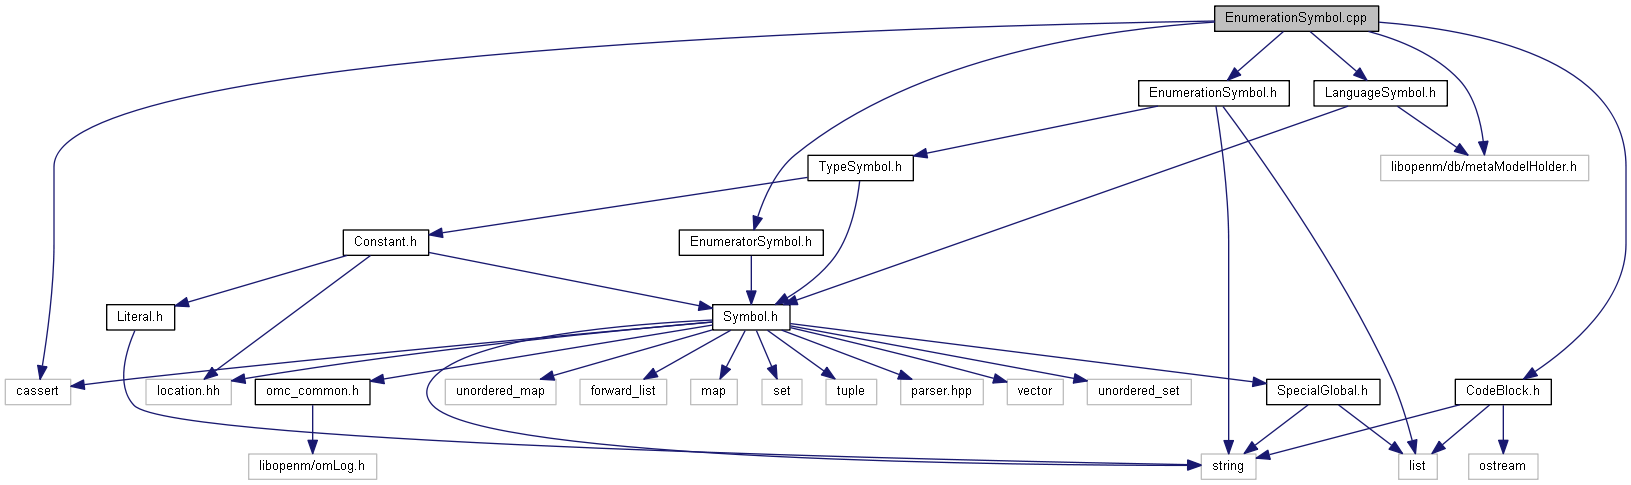 EnumerationSymbol.cpp
EnumerationSymbol.h
LanguageSymbol.h
TypeSymbol.h
libopenm/db/metaModelHolder.h
Constant.h
EnumeratorSymbol.h
Literal.h
Symbol.h
cassert
location.hh
omc_common.h
unordered_map
forward_list
map
set
tuple
parser.hpp
vector
unordered_set
SpecialGlobal.h
CodeBlock.h
libopenm/omLog.h
string
list
ostream